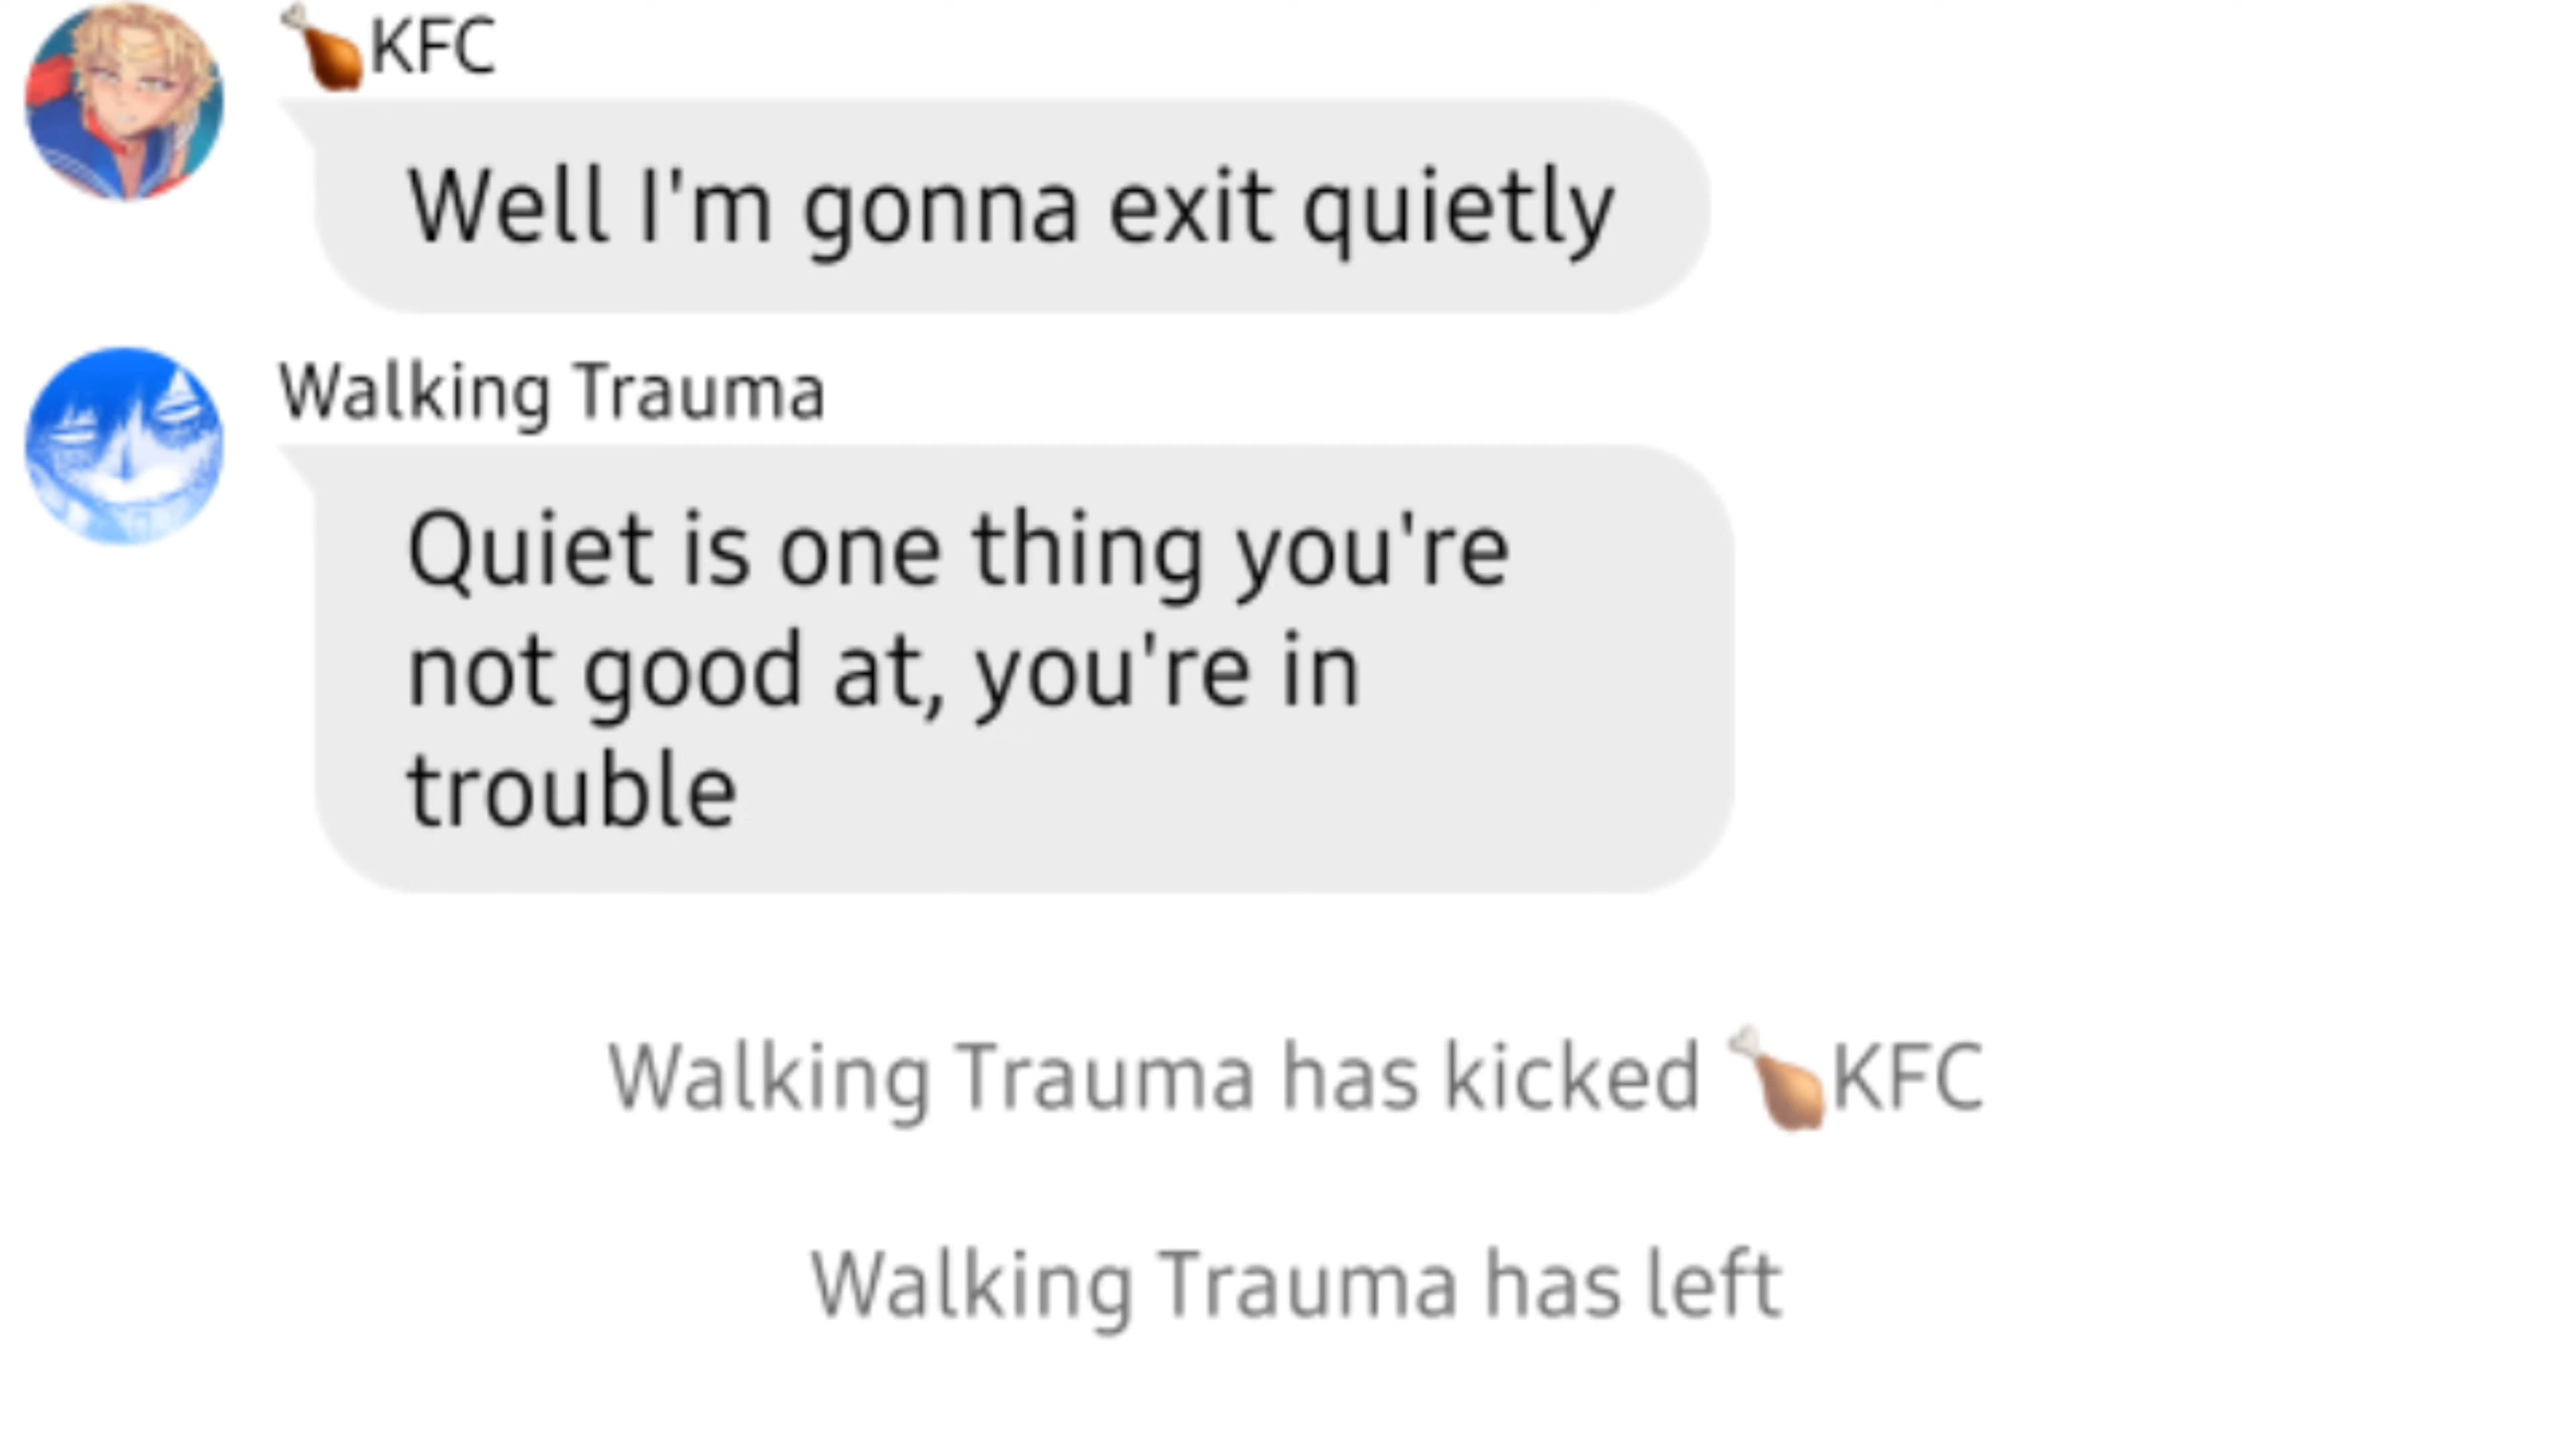 🍗KFC
Well I'm gonna exit quietly
Walking Trauma
Quiet is one thing you're
not good at, you're in
trouble
Walking Trauma has kicked 🍗KFC
Walking Trauma has left